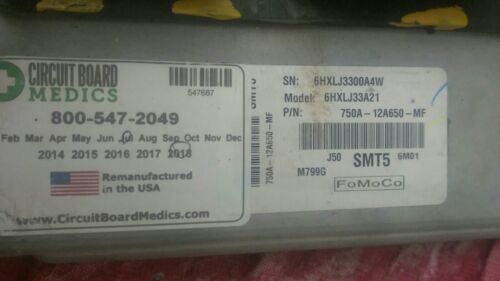 CIRCUIT BOARD
MEDICS
547687
800-547-2049
Feb Mar Apr May Jun Jul Aug Sep Oct Nov Dec
2014 2015 2016 2017 2018
Remanufactured
in the USA
www.CircuitBoardMedics.com
SMT5
750A-12A650-MF
SN: 6HXLJ3300A4W
Model: 6HXLJ33A21
P/N: 750A-12A650-MF
J50 SMT5 6M01
M799G
FoMoCo